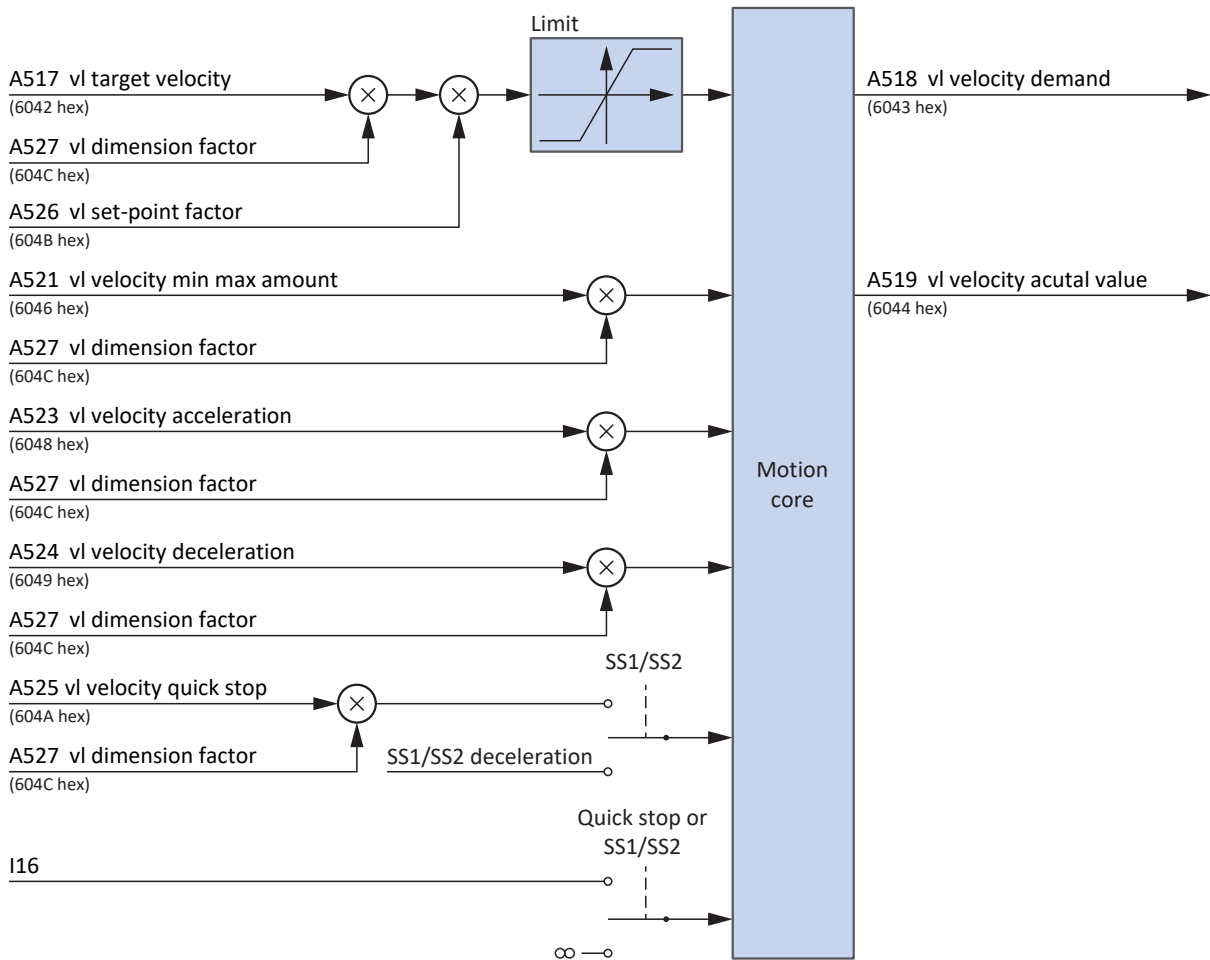 Limit
A517 vl target velocity
(6042 hex)
A527 vl dimension factor
(604C hex)
A526 vl set-point factor
(604B hex)
A521 vl velocity min max amount
(6046 hex)
A527 vl dimension factor
(604C hex)
A523 vl velocity acceleration
(6048 hex)
A527 vl dimension factor
(604C hex)
A524 vl velocity deceleration
(6049 hex)
A527 vl dimension factor
(604C hex)
SS1/SS2
A525 vl velocity quick stop
(604A hex)
A527 vl dimension factor
(604C hex)
SS1/SS2 deceleration
Quick stop or
SS1/SS2
I16
∞
Motion
core
A518 vl velocity demand
(6043 hex)
A519 vl velocity acutal value
(6044 hex)